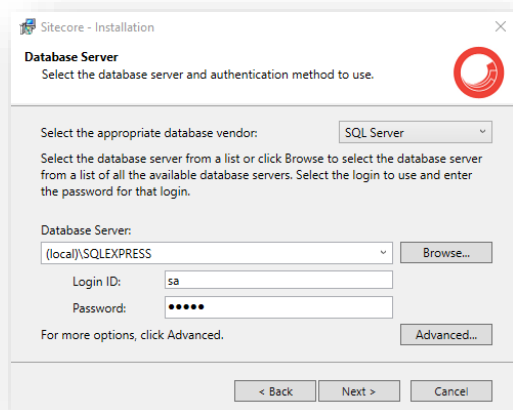 Sitecore - Installation
Database Server
Select the database server and authentication method to use.
Select the appropriate database vendor:
SQL Server
Select the database server from a list or click Browse to select the database server
from a list of all the available database servers. Select the login to use and enter
the password for that login.
Database Server:
(local)\SQLEXPRESS
Browse...
Login ID:
sa
Password:
•••••
For more options, click Advanced.
Advanced...
< Back
Next >
Cancel